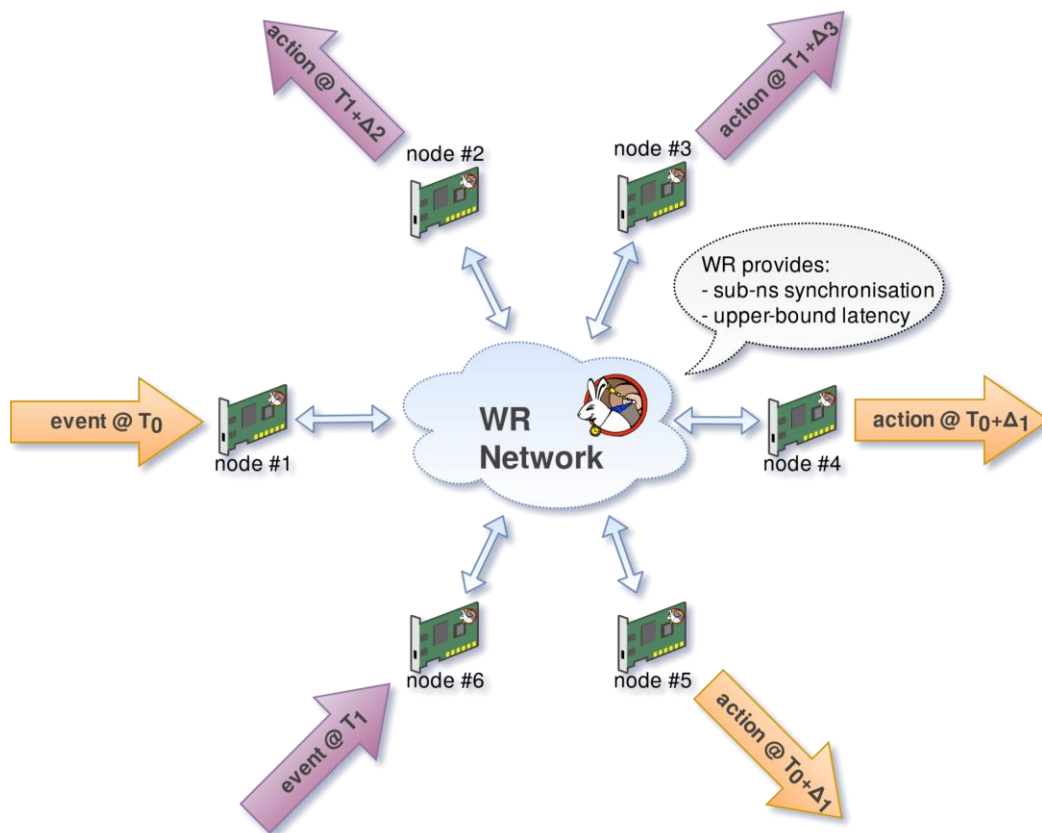 action @ T1+Δ2
action @ T1+Δ3
node #2
node #3
WR provides:
- sub-ns synchronisation
- upper-bound latency
event @ T0
node #1
WR
Network
node #4
action @ T0+Δ1
node #6
node #5
event @ T1
action @ T0+Δ1